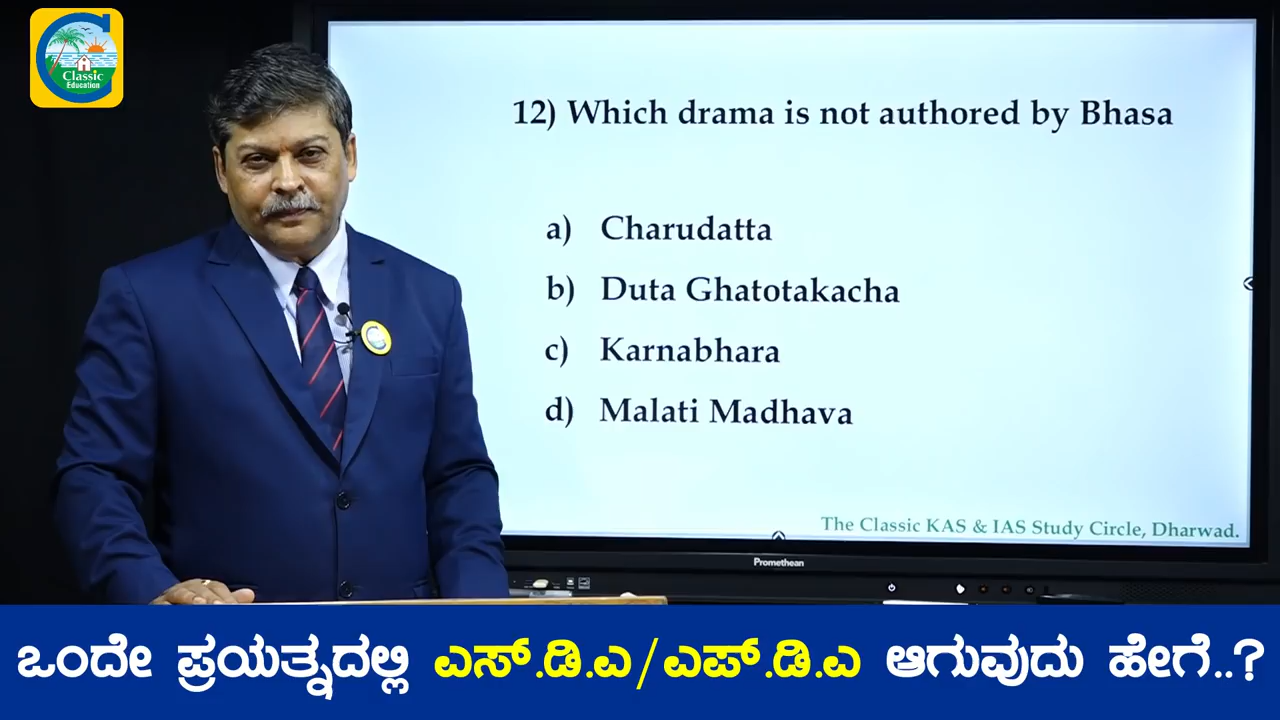 Classic
Education
12) Which drama is not authored by Bhasa
a) Charudatta
b) Duta Ghatotakacha
c) Karnabhara
d) Malati Madhava
The Classic KAS & IAS Study Circle, Dharwad.
Promethean
ಒಂದೇ ಪ್ರಯತ್ನದಲ್ಲಿ ಎಸ್.ಡಿ.ಎ/ಎಪ್.ಡಿ.ಎ ಆಗುವುದು ಹೇಗೆ..?